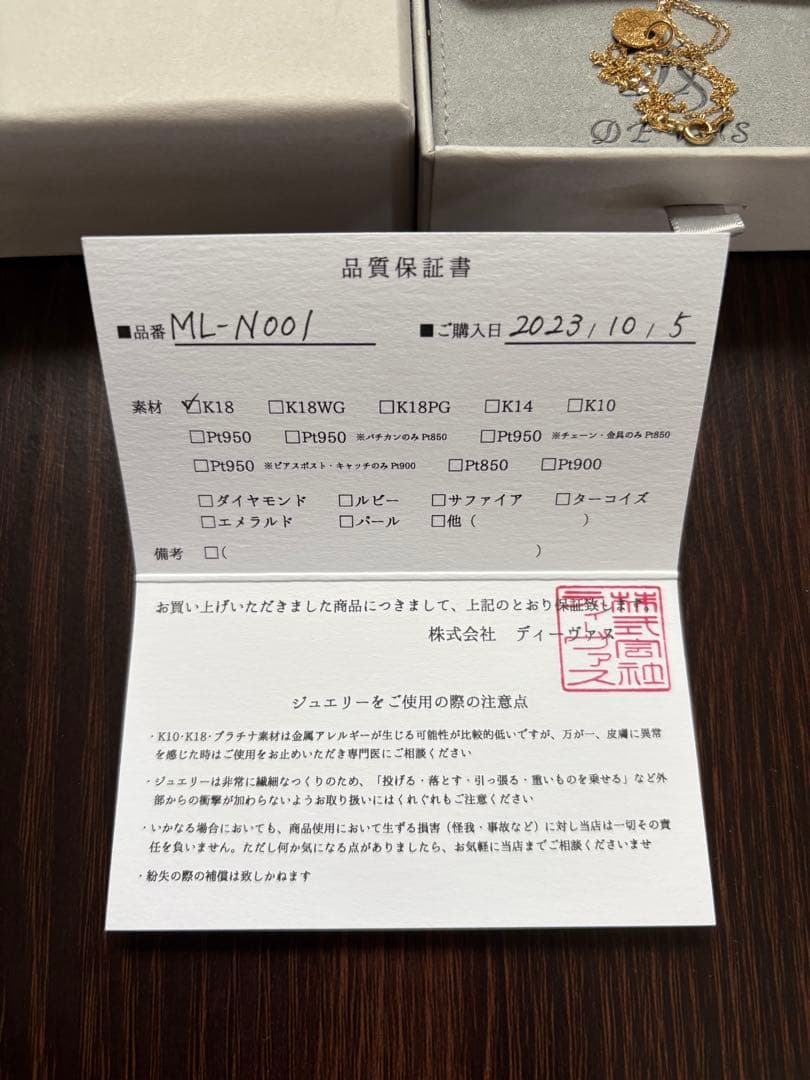 品質保証書
■品番 ML-N001 ■ご購入日 2023/10/5
素材 □K18 □K18WG □K18PG □K14 □K10
□Pt950 □Pt950 ※バチカンのみPt850 □Pt950 ※チェーン・金具のみPt850
□Pt950 ※ピアスポスト・キャッチのみPt900 □Pt850 □Pt900
□ダイヤモンド □ルビー □サファイア □ターコイズ
□エメラルド □パール □他（ ）
備考 □（ ）
お買い上げいただきました商品につきまして、上記のとおり保証致します。
株式会社 ディーヴァス
株式会社ディーヴァス
ジュエリーをご使用の際の注意点
・K10・K18・プラチナ素材は金属アレルギーが生じる可能性が比較的低いですが、万が一、皮膚に異常
を感じた時はご使用をお止めいただき専門医にご相談ください
・ジュエリーは非常に繊細なつくりのため、「投げる・落とす・引っ張る・重いものを乗せる」など外
部からの衝撃が加わらないようお取り扱いにはくれぐれもご注意ください
・いかなる場合においても、商品使用において生ずる損害（怪我・事故など）に対し当店は一切その責
任を負いません。ただし何か気になる点がありましたら、お気軽に当店までご相談くださいませ
・紛失の際の補償は致しかねます